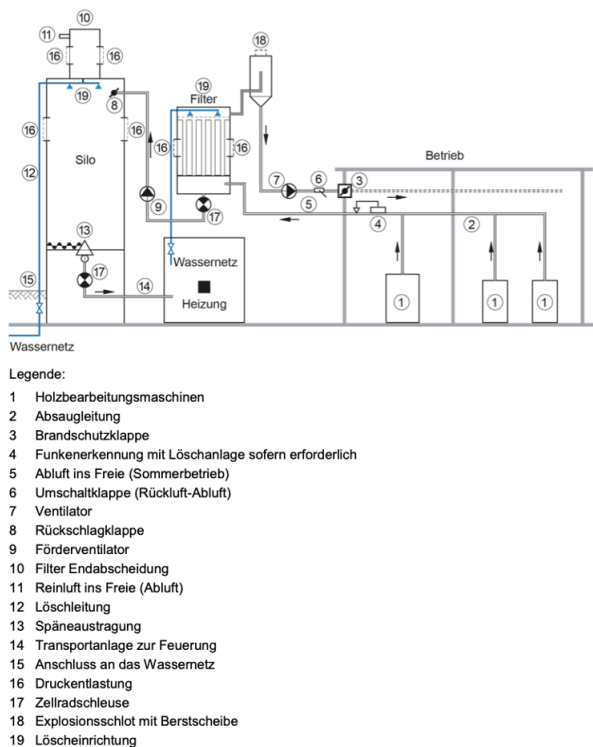 10
11
16
16
18
19
19
Filter
8
16
16
16
16
Betrieb
Silo
12
7
6
3
9
5
17
4
2
13
Wassernetz
17
15
14
Heizung
1
1
1
Wassernetz
Legende:
1 Holzbearbeitungsmaschinen
2 Absaugleitung
3 Brandschutzklappe
4 Funkenerkennung mit Löschanlage sofern erforderlich
5 Abluft ins Freie (Sommerbetrieb)
6 Umschaltklappe (Rückluft-Abluft)
7 Ventilator
8 Rückschlagklappe
9 Förderventilator
10 Filter Endabscheidung
11 Reinluft ins Freie (Abluft)
12 Löschleitung
13 Späneaustragung
14 Transportanlage zur Feuerung
15 Anschluss an das Wassernetz
16 Druckentlastung
17 Zellradschleuse
18 Explosionsschlot mit Berstscheibe
19 Löscheinrichtung